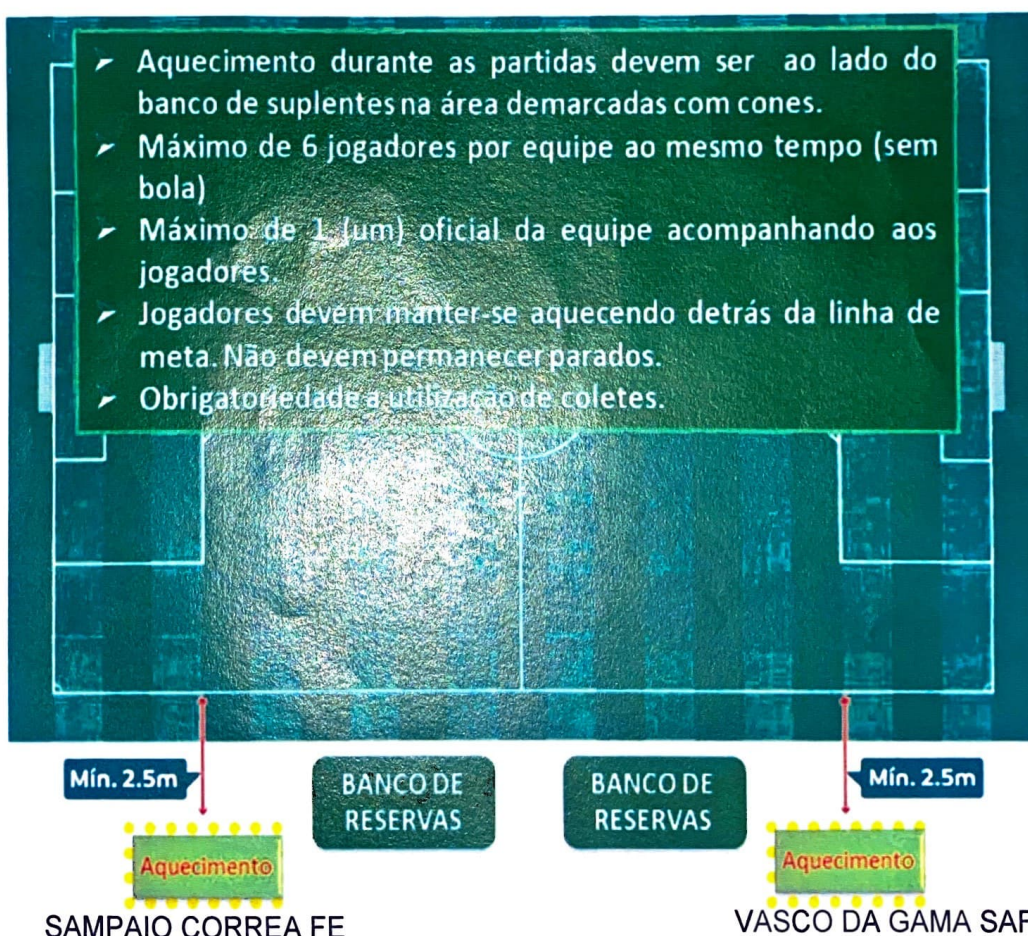 ➤ Aquecimento durante as partidas devem ser ao lado do
banco de suplentes na área demarcadas com cones.
➤ Máximo de 6 jogadores por equipe ao mesmo tempo (sem
bola)
➤ Máximo de 1 (um) oficial da equipe acompanhando aos
jogadores.
➤ Jogadores devem manter-se aquecendo detrás da linha de
meta. Não devem permanecer parados.
➤ Obrigatoriedade a utilização de coletes.
Mín. 2.5m
BANCO DE
RESERVAS
BANCO DE
RESERVAS
Mín. 2.5m
Aquecimento
Aquecimento
SAMPAIO CORREA FE
VASCO DA GAMA SAF